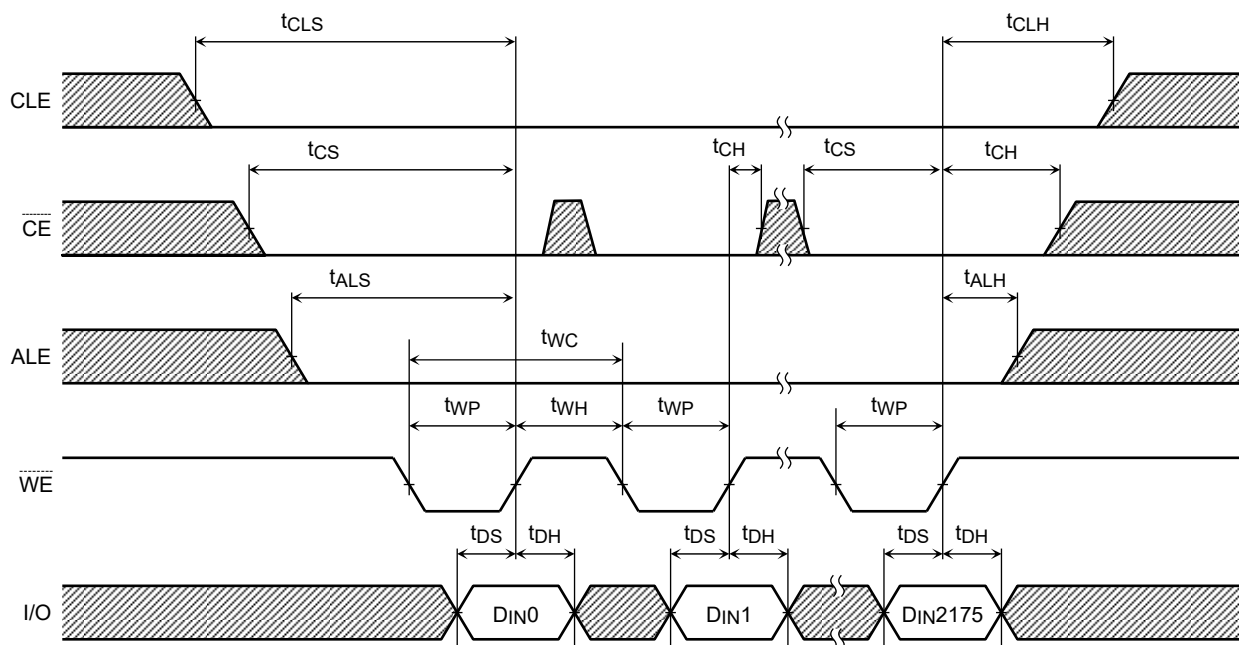 tCLS tCLH
CLE
tCS tCH tCS tCH
CE
tALS tALH
ALE
tWC
tWP tWH tWP tWP
WE
tDS tDH tDS tDH tDS tDH
I/O DIN0 DIN1 DIN2175